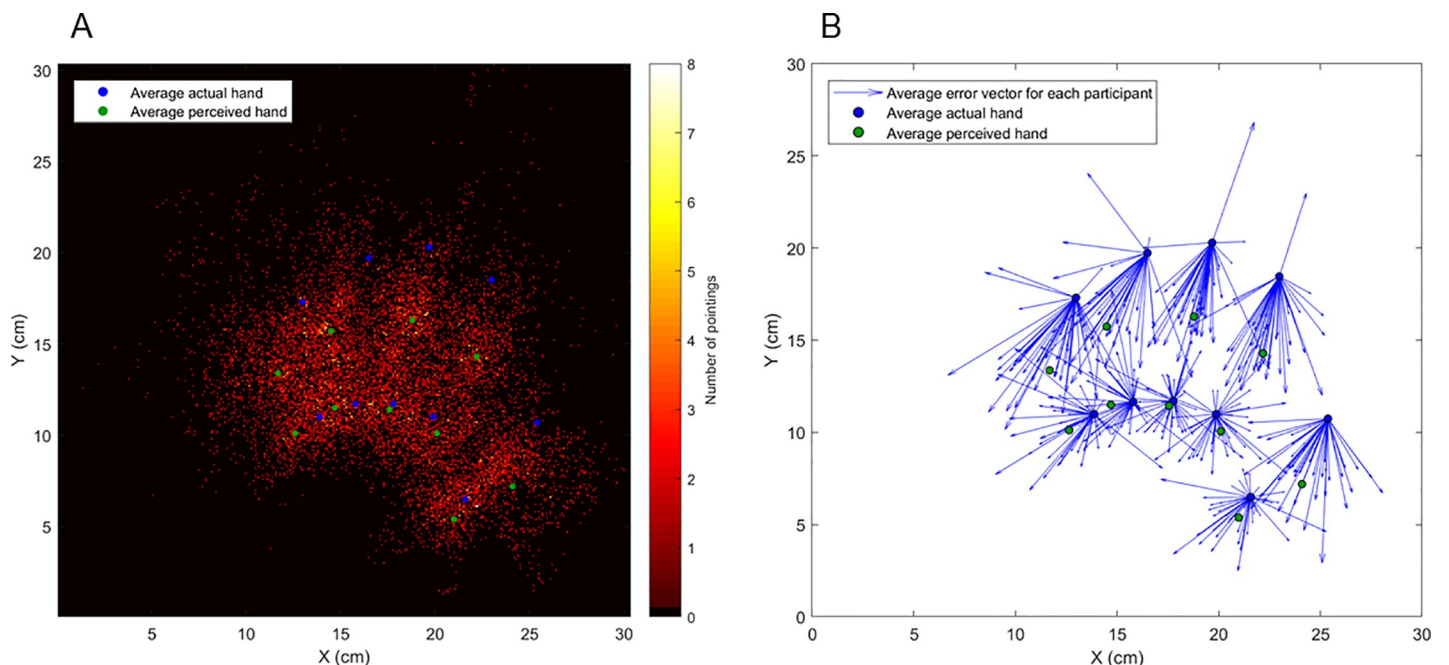 A
B
Average actual hand
Average perceived hand
30
25
20
15
10
5
Y (cm)
5
10
15
20
25
30
X (cm)
8
7
6
5
4
3
2
1
0
Number of pointings
Average error vector for each participant
Average actual hand
Average perceived hand
30
25
20
15
10
5
0
Y (cm)
0
5
10
15
20
25
30
X (cm)